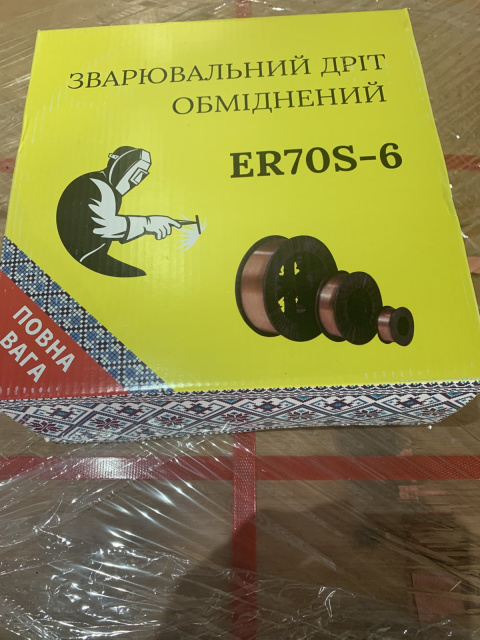 ЗВАРЮВАЛЬНИЙ ДРІТ
ОБМІДНЕНИЙ
ER70S-6
ПОВНА
ВАГА